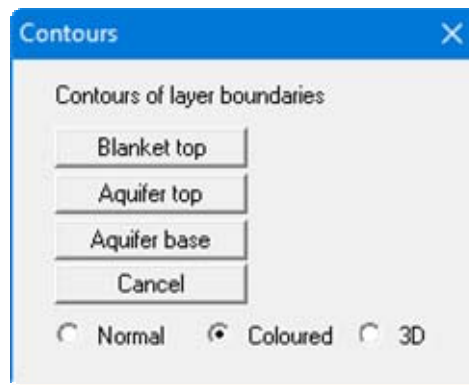 Contours
Contours of layer boundaries
Blanket top
Aquifer top
Aquifer base
Cancel
Normal Coloured 3D